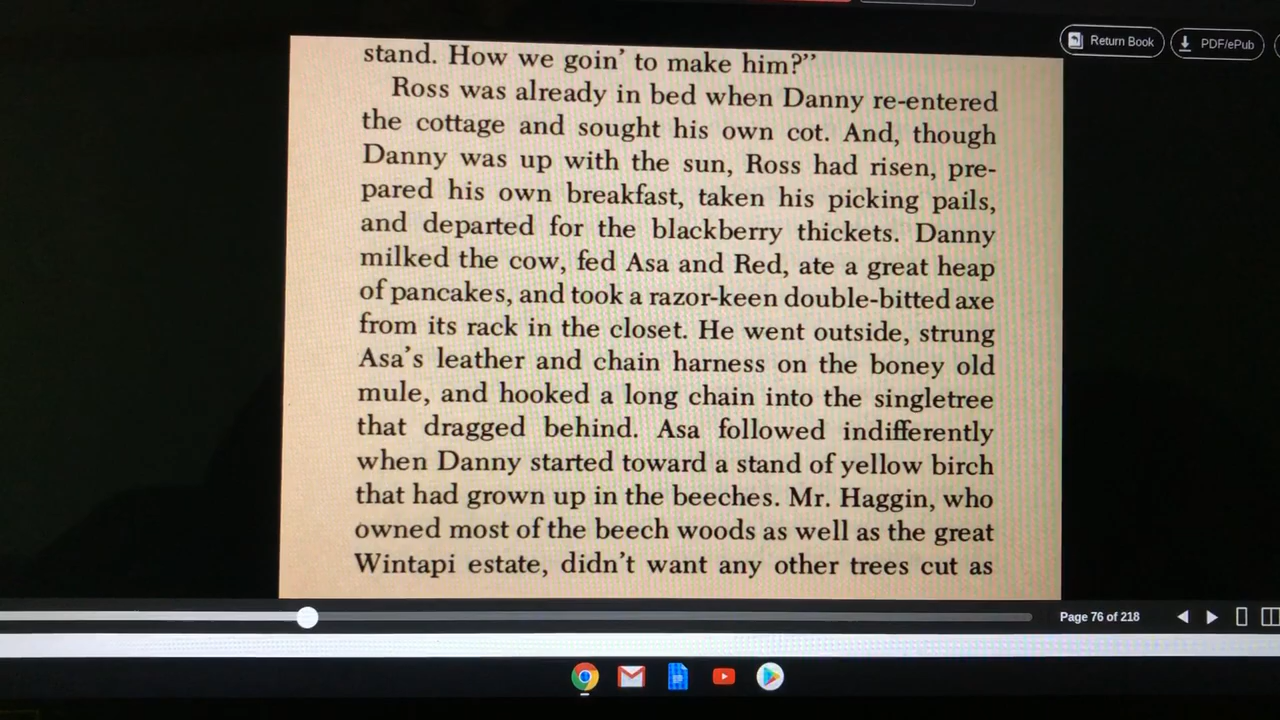 Return Book
PDF/ePub
stand. How we goin’ to make him?”
Ross was already in bed when Danny re-entered
the cottage and sought his own cot. And, though
Danny was up with the sun, Ross had risen, pre-
pared his own breakfast, taken his picking pails,
and departed for the blackberry thickets. Danny
milked the cow, fed Asa and Red, ate a great heap
of pancakes, and took a razor-keen double-bitted axe
from its rack in the closet. He went outside, strung
Asa’s leather and chain harness on the boney old
mule, and hooked a long chain into the singletree
that dragged behind. Asa followed indifferently
when Danny started toward a stand of yellow birch
that had grown up in the beeches. Mr. Haggin, who
owned most of the beech woods as well as the great
Wintapi estate, didn’t want any other trees cut as
Page 76 of 218